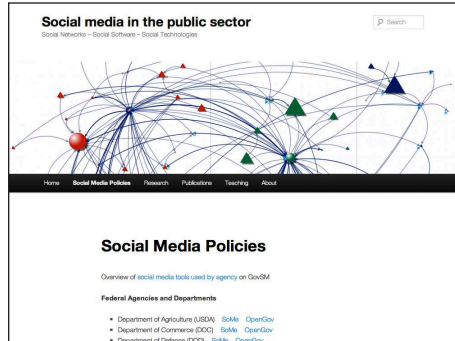 Social media in the public sector
Social Networks – Social Software – Social Technologies
Search
Home Social Media Policies Research Publications Teaching About
Social Media Policies
Overview of social media tools used by agency on GovSM
Federal Agencies and Departments
Department of Agriculture (USDA) SoMe OpenGov
Department of Commerce (DOC) SoMe OpenGov
Department of Defense (DOD) SoMe OpenGov